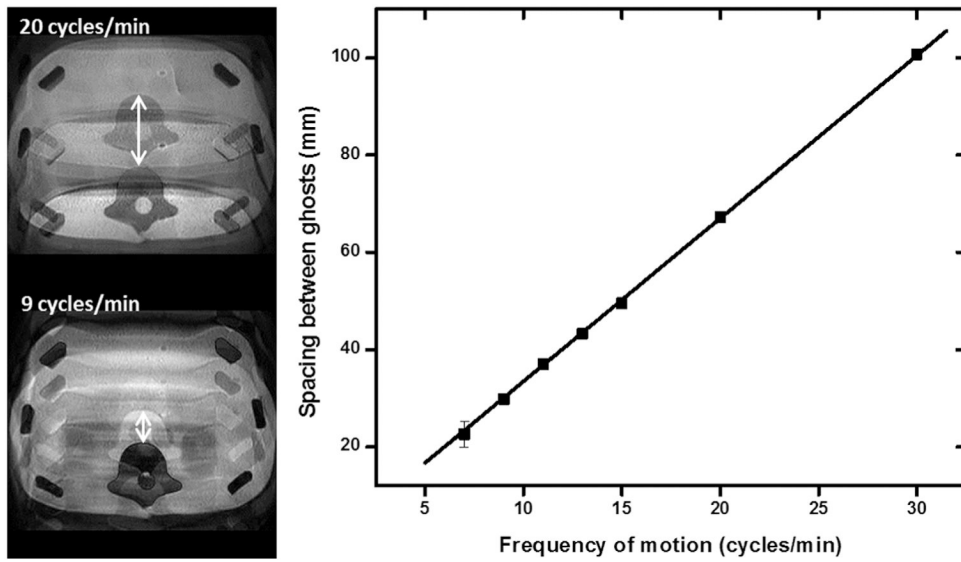 20 cycles/min
9 cycles/min
Spacing between ghosts (mm)
100
80
60
40
20
5
10
15
20
25
30
Frequency of motion (cycles/min)